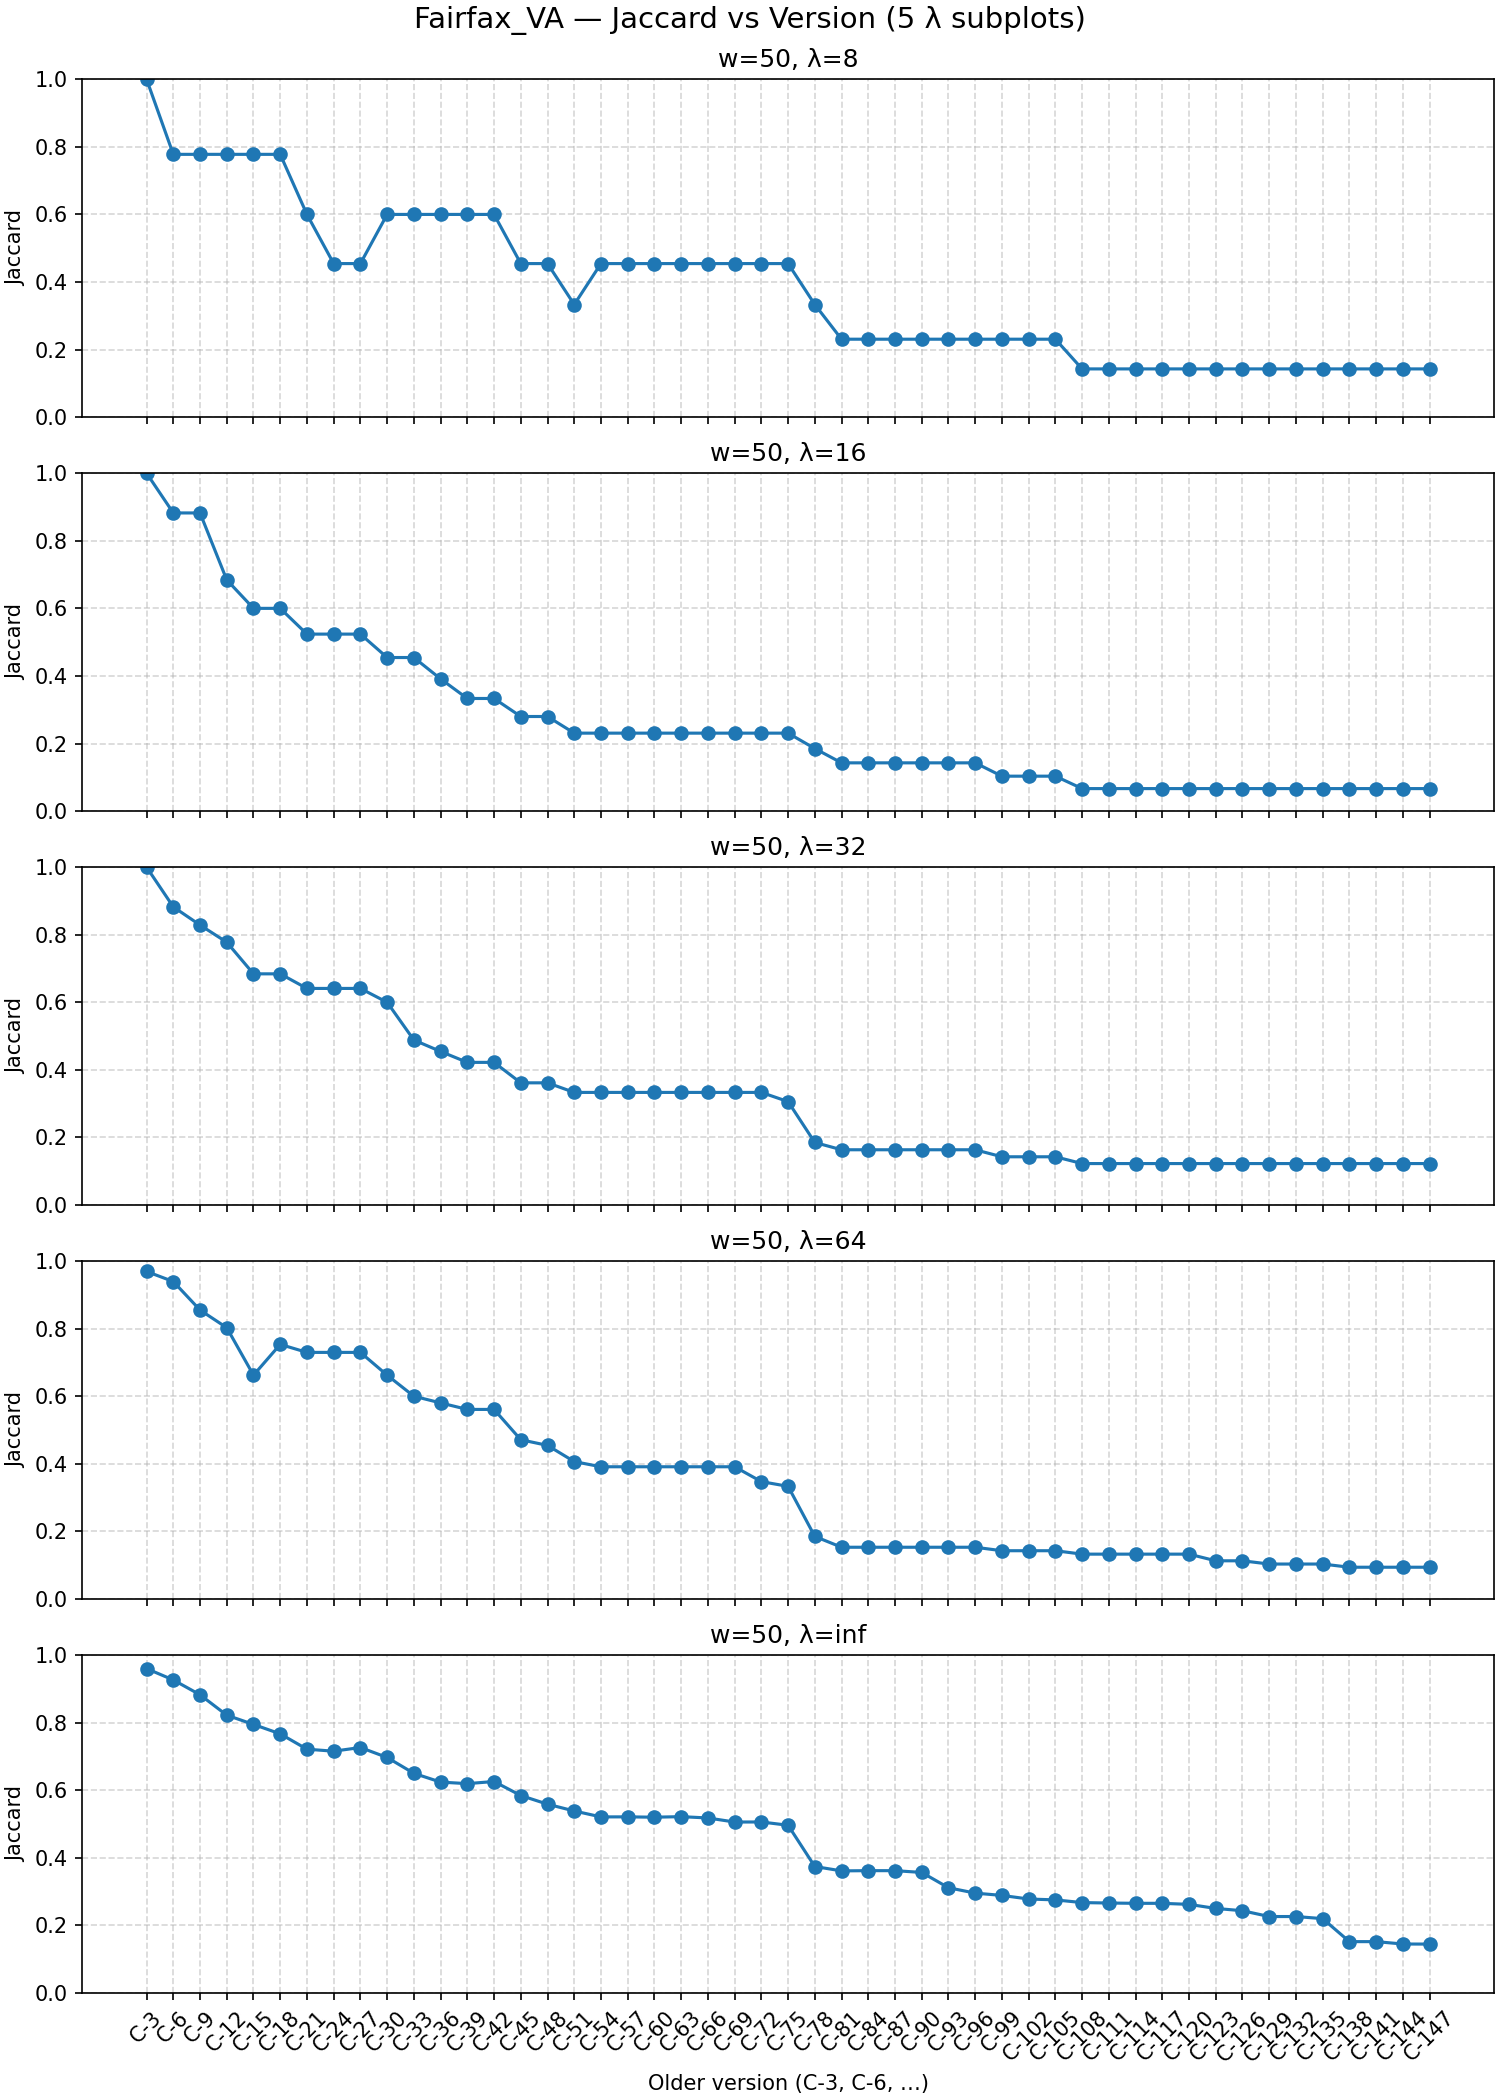 Fairfax_VA — Jaccard vs Version (5 λ subplots)
w=50, λ=8
1.0
0.8
0.6
0.4
0.2
0.0
Jaccard
w=50, λ=16
1.0
0.8
0.6
0.4
0.2
0.0
Jaccard
w=50, λ=32
1.0
0.8
0.6
0.4
0.2
0.0
Jaccard
w=50, λ=64
1.0
0.8
0.6
0.4
0.2
0.0
Jaccard
w=50, λ=inf
1.0
0.8
0.6
0.4
0.2
0.0
Jaccard
C-3 C-6 C-9 C-12 C-15 C-18 C-21 C-24 C-27 C-30 C-33 C-36 C-39 C-42 C-45 C-48 C-51 C-54 C-57 C-60 C-63 C-66 C-69 C-72 C-75 C-78 C-81 C-84 C-87 C-90 C-93 C-96 C-99 C-102 C-105 C-108 C-111 C-114 C-117 C-120 C-123 C-126 C-129 C-132 C-135 C-138 C-141 C-144 C-147
Older version (C-3, C-6, ...)